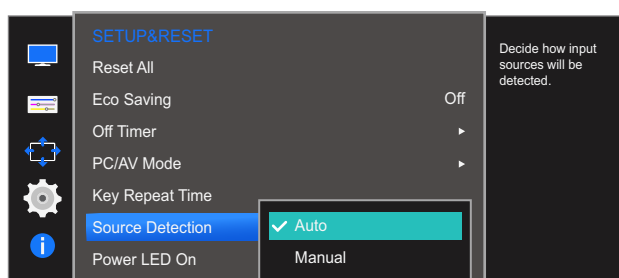 SETUP&RESET
Reset All
Eco Saving Off
Off Timer
PC/AV Mode
Key Repeat Time
Source Detection
Auto
Power LED On
Manual
Decide how input
sources will be
detected.